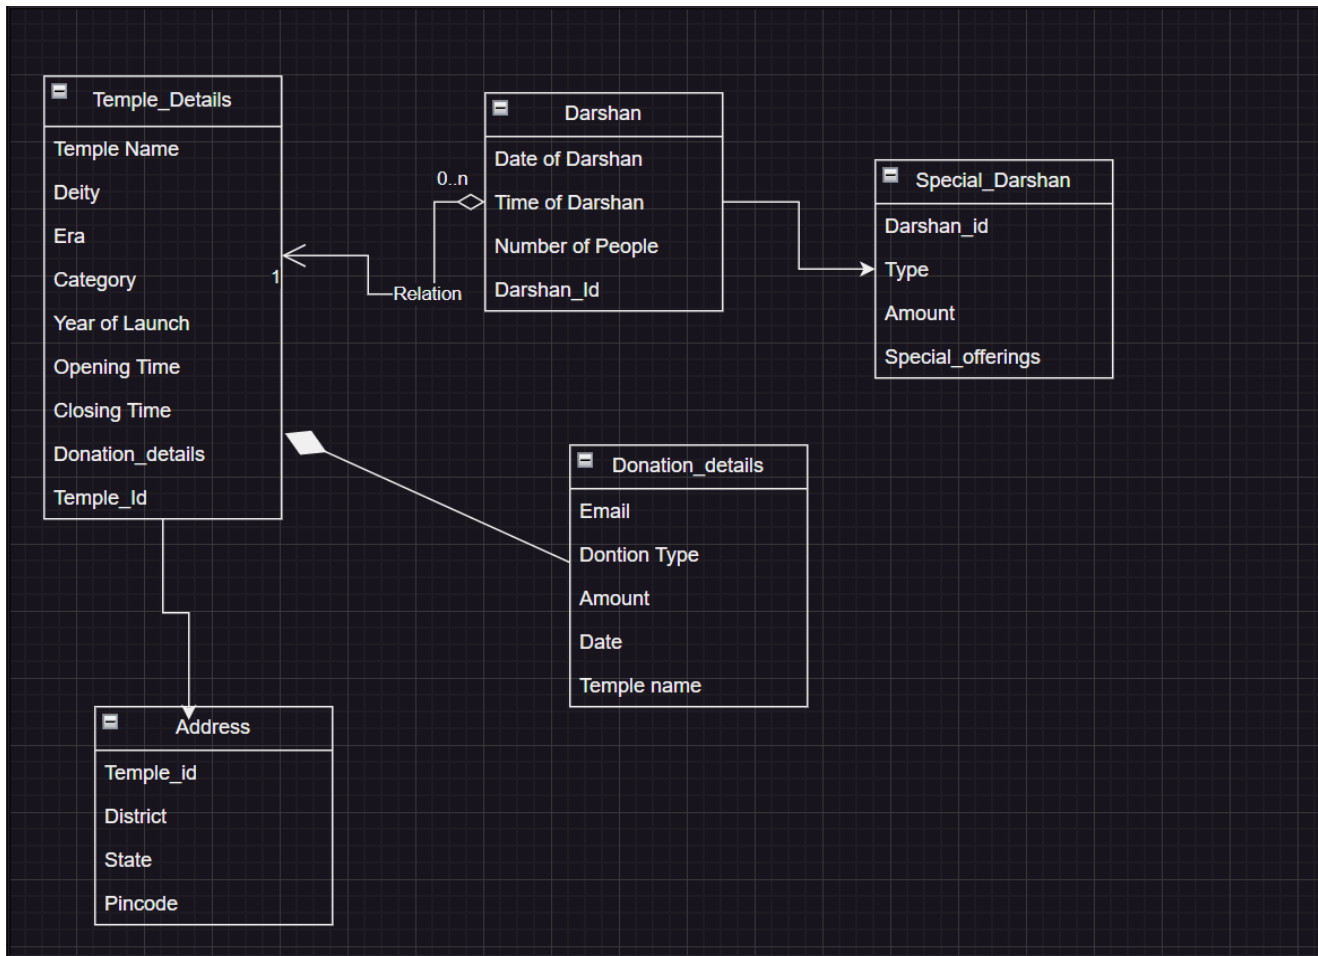 Temple_Details
Temple Name
Deity
Era
Category
Year of Launch
Opening Time
Closing Time
Donation_details
Temple_Id
1
Relation
0..n
Darshan
Date of Darshan
Time of Darshan
Number of People
Darshan_Id
Special_Darshan
Darshan_id
Type
Amount
Special_offerings
Donation_details
Email
Dontion Type
Amount
Date
Temple name
Address
Temple_id
District
State
Pincode